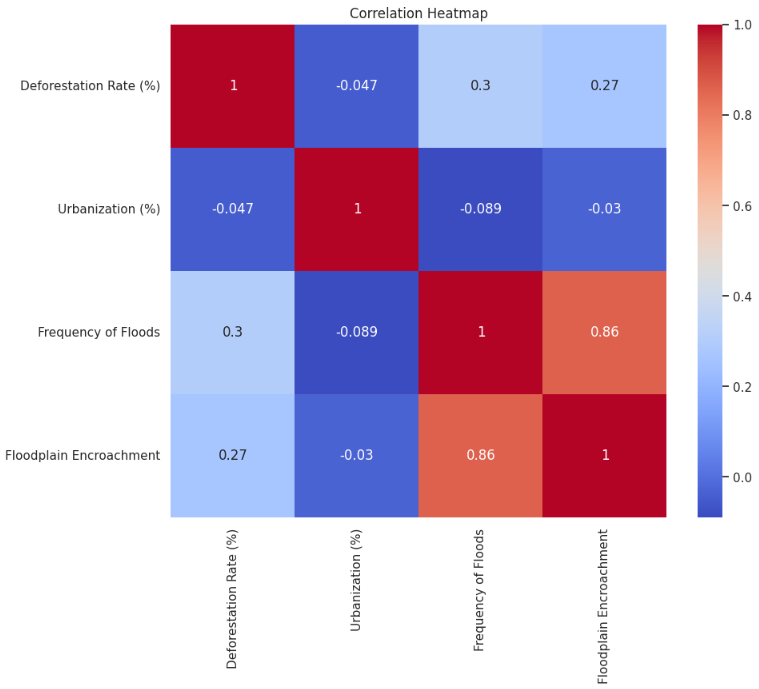 Correlation Heatmap
Deforestation Rate (%)
1
-0.047
0.3
0.27
Urbanization (%)
-0.047
1
-0.089
-0.03
Frequency of Floods
0.3
-0.089
1
0.86
Floodplain Encroachment
0.27
-0.03
0.86
1
Deforestation Rate (%)
Urbanization (%)
Frequency of Floods
Floodplain Encroachment
1.0
0.8
0.6
0.4
0.2
0.0